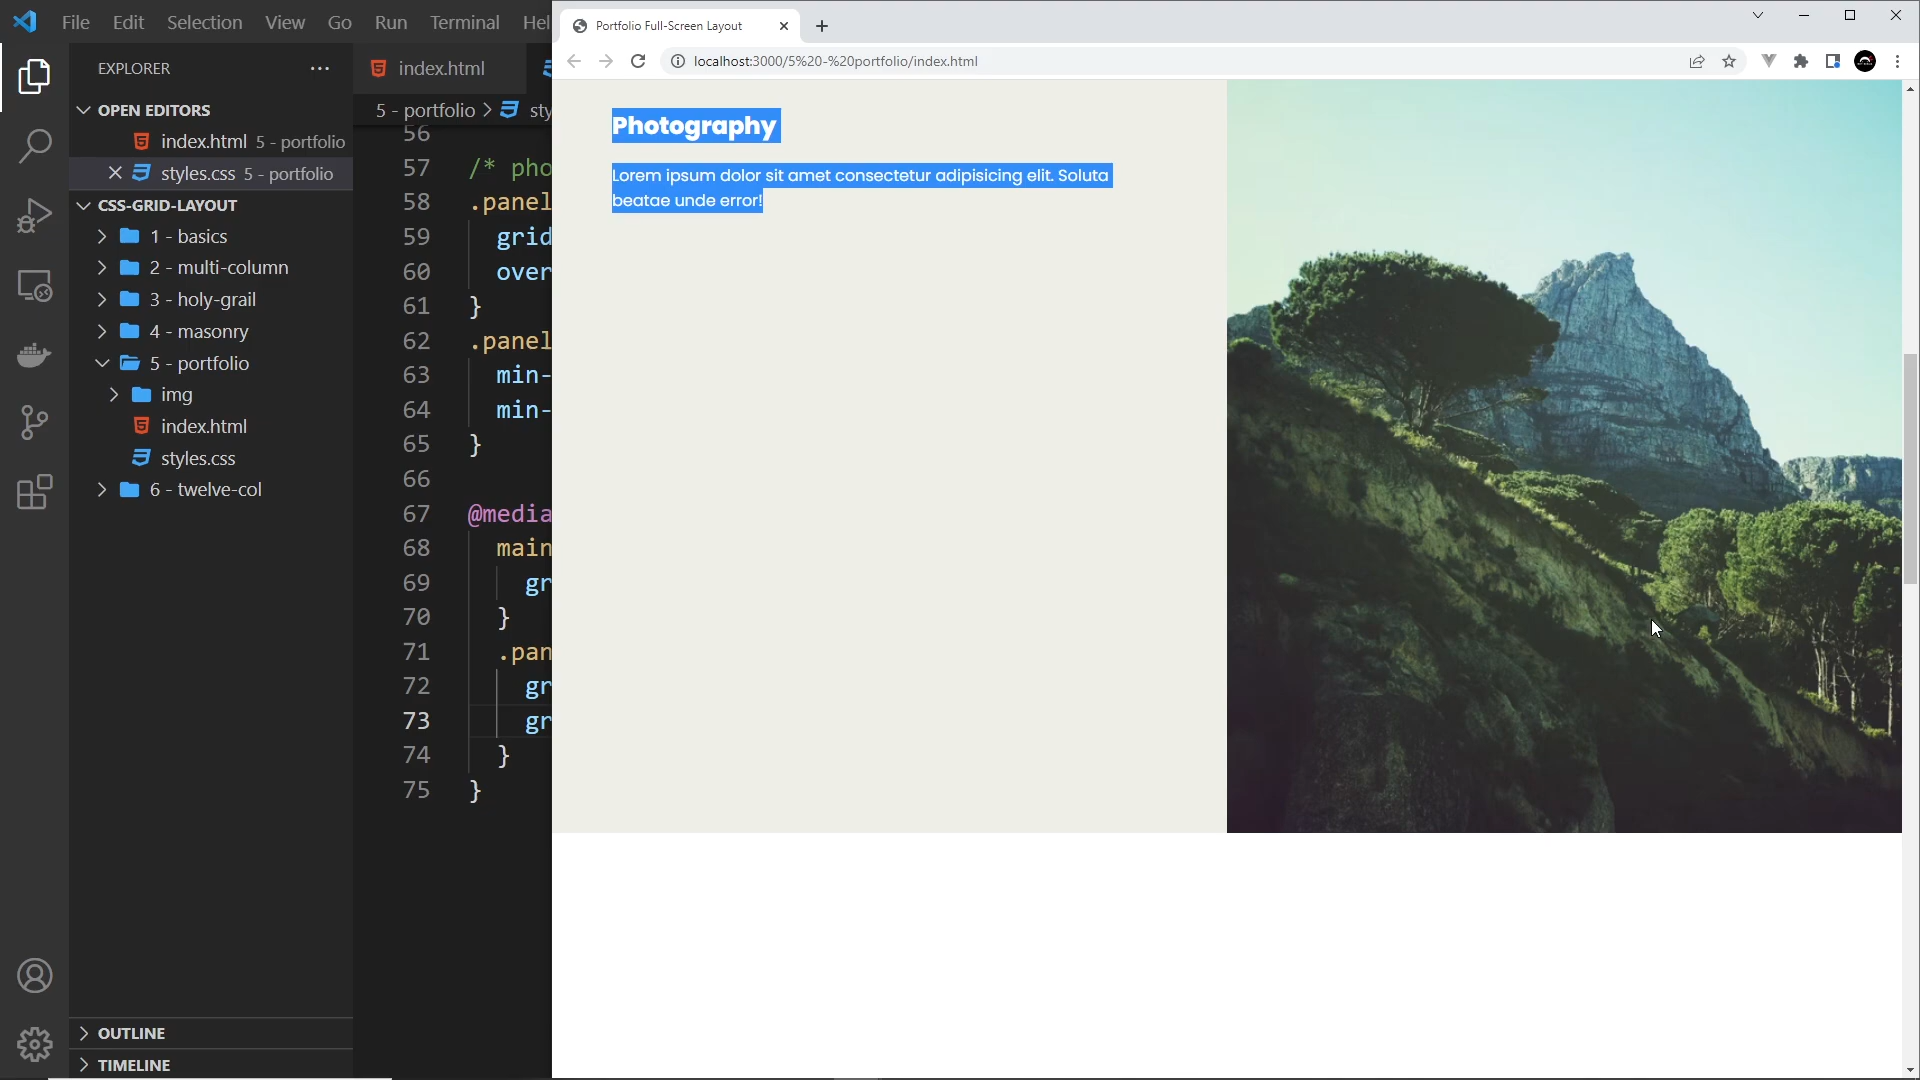 File Edit Selection View Go Run Terminal Hel
EXPLORER
OPEN EDITORS
index.html 5 - portfolio
styles.css 5 - portfolio
CSS-GRID-LAYOUT
1 - basics
2 - multi-column
3 - holy-grail
4 - masonry
5 - portfolio
img
index.html
styles.css
6 - twelve-col
OUTLINE
TIMELINE
index.html
5 - portfolio > sty
56
57 /* pho
58 .panel
59 grid
60 over
61 }
62 .panel
63 min-
64 min-
65 }
66
67 @media
68 main
69 gr
70 }
71 .pan
72 gr
73 gr
74 }
75 }
Portfolio Full-Screen Layout
localhost:3000/5%20-%20portfolio/index.html
Photography
Lorem ipsum dolor sit amet consectetur adipisicing elit. Soluta
beatae unde error!